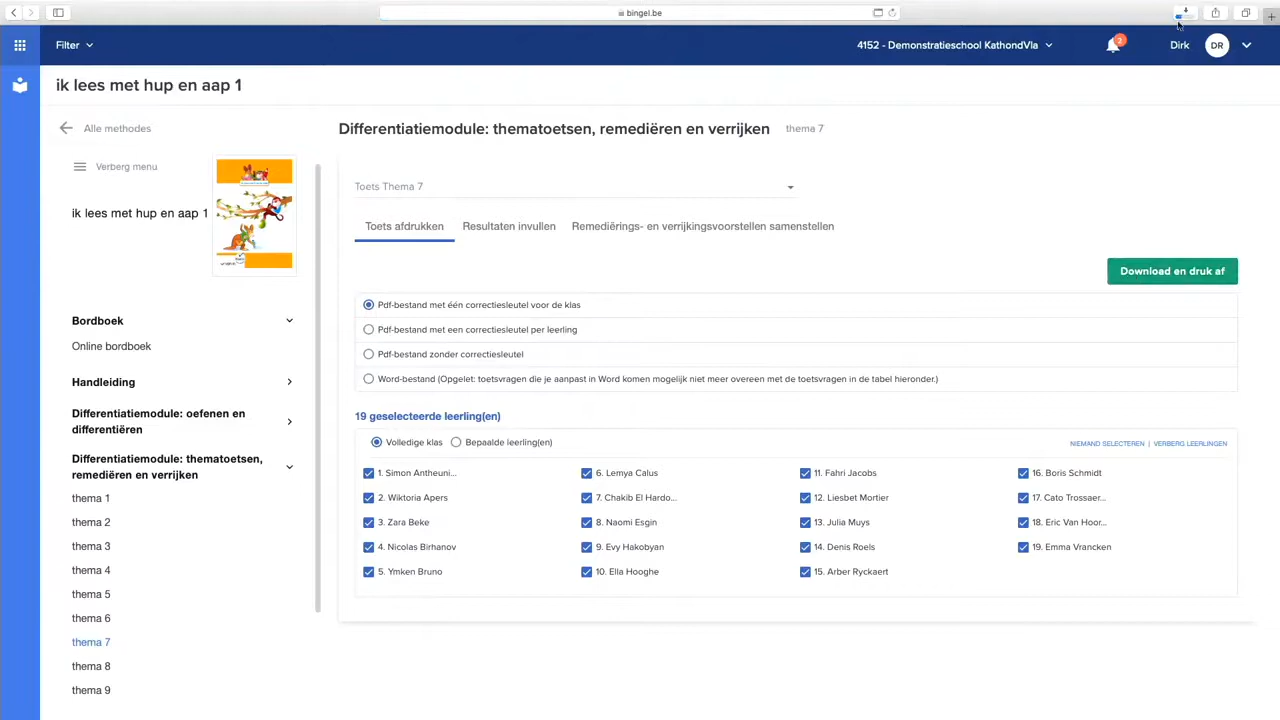 bingel.be
Filter
4152 - Demonstratieschool KathondVla
2
Dirk
DR
ik lees met hup en aap 1
Alle methodes
Verberg menu
ik lees met hup en aap 1
Bordboek
Online bordboek
Handleiding
Differentiatiemodule: oefenen en
differentiëren
Differentiatiemodule: thematoetsen,
remediëren en verrijken
thema 1
thema 2
thema 3
thema 4
thema 5
thema 6
thema 7
thema 8
thema 9
Differentiatiemodule: thematoetsen, remediëren en verrijken thema 7
Toets Thema 7
Toets afdrukken Resultaten invullen Remediërings- en verrijkingsvoorstellen samenstellen
Download en druk af
Pdf-bestand met één correctiesleutel voor de klas
Pdf-bestand met een correctiesleutel per leerling
Pdf-bestand zonder correctiesleutel
Word-bestand (Opgelet: toetsvragen die je aanpast in Word komen mogelijk niet meer overeen met de toetsvragen in de tabel hieronder.)
19 geselecteerde leerling(en)
Volledige klas Bepaalde leerling(en)
NIEMAND SELECTEREN | VERBERG LEERLINGEN
1. Simon Antheuni...
2. Wiktoria Apers
3. Zara Beke
4. Nicolas Birhanov
5. Ymken Bruno
6. Lemya Calus
7. Chakib El Hardo...
8. Naomi Esgin
9. Evy Hakobyan
10. Ella Hooghe
11. Fahri Jacobs
12. Liesbet Mortier
13. Julia Muys
14. Denis Roels
15. Arber Ryckaert
16. Boris Schmidt
17. Cato Trossaer...
18. Eric Van Hoor...
19. Emma Vrancken